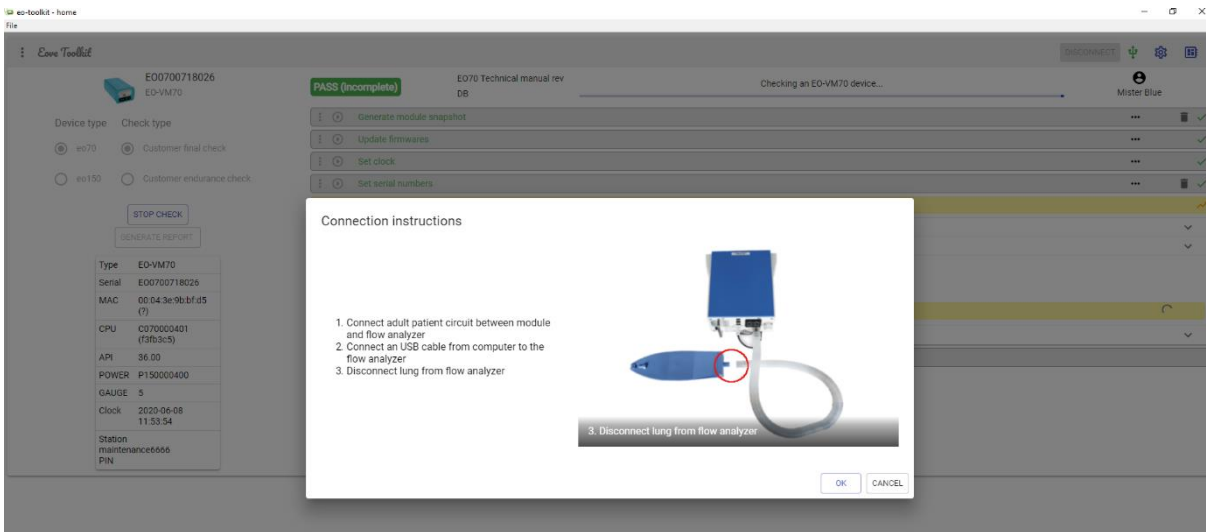 eo-toolkit - home
File
Eove Toolkit
DISCONNECT
EO0700718026
EO-VM70
PASS (incomplete)
EO70 Technical manual rev
DB
Checking an EO-VM70 device...
Mister Blue
Device type
Check type
eo70
Customer final check
eo150
Customer endurance check
STOP CHECK
GENERATE REPORT
Type EO-VM70
Serial EO0700718026
MAC 00:04:3e:9b:bf:d5
(?)
CPU C070000401
(f3fb3c5)
API 36.00
POWER P150000400
GAUGE 5
Clock 2020-06-08
11:53:54
Station
maintenance6666
PIN
Generate module snapshot
Update firmwares
Set clock
Set serial numbers
Connection instructions
1. Connect adult patient circuit between module
and flow analyzer
2. Connect an USB cable from computer to the
flow analyzer
3. Disconnect lung from flow analyzer
3. Disconnect lung from flow analyzer
OK
CANCEL